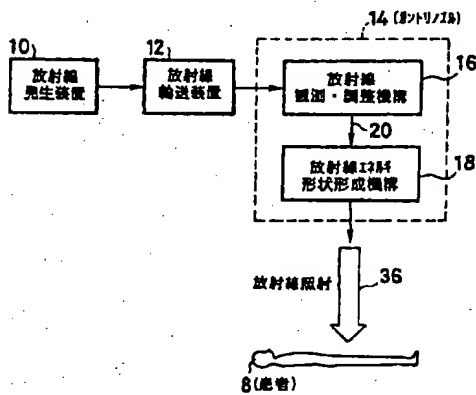 14(ガントリノズル)
10
放射線
発生装置
12
放射線
輸送装置
16
放射線
観測・調整機構
20
放射線エネルギ
形状形成機構
18
放射線照射
36
8(患者)